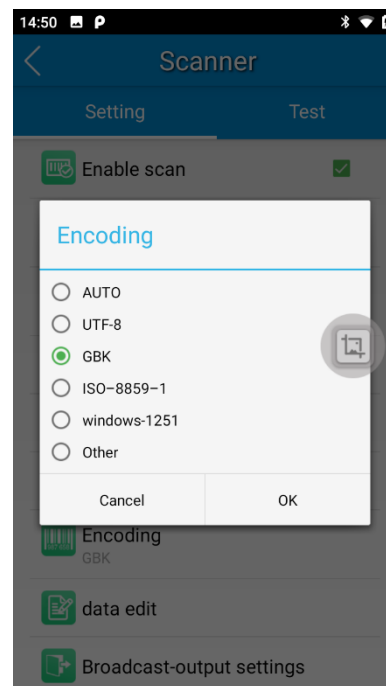 14:50
Scanner
Setting Test
Enable scan
Encoding
AUTO
UTF-8
GBK
ISO-8859-1
windows-1251
Other
Cancel OK
Encoding
GBK
data edit
Broadcast-output settings